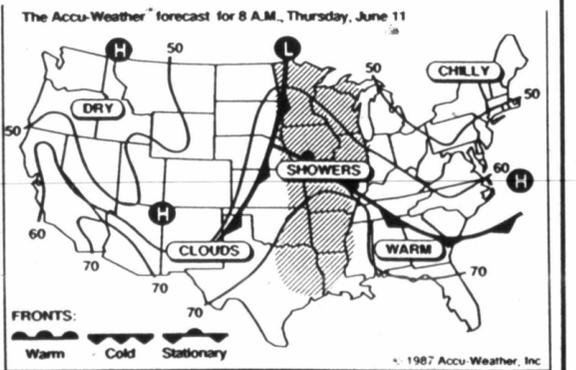 The Accu-Weather™ forecast for 8 A.M., Thursday, June 11
H
50
L
50
CHILLY
DRY
50
50
SHOWERS
60
H
H
60
CLOUDS
WARM
70
70
70
70
FRONTS:
Warm
Cold
Stationary
© 1987 Accu-Weather, Inc